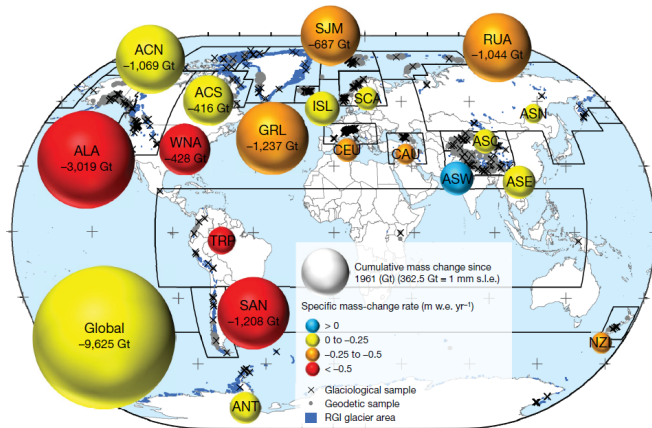 SJM
−687 Gt
RUA
−1,044 Gt
ACN
−1,069 Gt
ACS
−416 Gt
ISL
SCA
ASN
ALA
−3,019 Gt
WNA
−428 Gt
GRL
−1,237 Gt
CEU
CAU
ASC
ASW
ASE
TRP
SAN
−1,208 Gt
Global
−9,625 Gt
NZL
ANT
Cumulative mass change since
1961 (Gt) (362.5 Gt = 1 mm s.l.e.)
Specific mass-change rate (m w.e. yr⁻¹)
> 0
0 to −0.25
−0.25 to −0.5
< −0.5
Glaciological sample
Geodetic sample
RGI glacier area